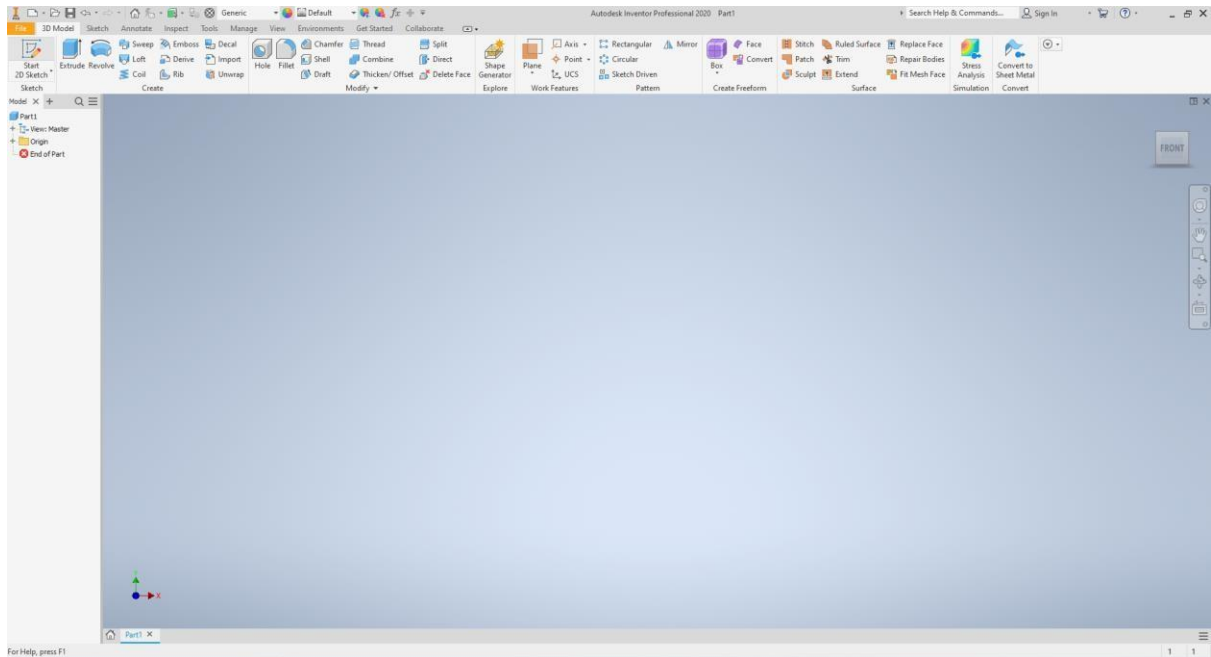 Generic Default fx Autodesk Inventor Professional 2020 Part1 Search Help & Commands... Sign In
File 3D Model Sketch Annotate Inspect Tools Manage View Environments Get Started Collaborate
Start 2D Sketch
Extrude Revolve
Sweep Emboss Decal
Loft Derive Import
Coil Rib Unwrap
Hole Fillet
Chamfer Thread Split
Shell Combine Direct
Draft Thicken/ Offset Delete Face
Shape Generator
Plane
Axis
Point
UCS
Rectangular Mirror
Circular
Sketch Driven
Box
Face
Convert
Stitch Ruled Surface Replace Face
Patch Trim Repair Bodies
Sculpt Extend Fit Mesh Face
Stress Analysis
Convert to Sheet Metal
Sketch Create Modify Explore Work Features Pattern Create Freeform Surface Simulation Convert
Model
Part1
View: Master
Origin
End of Part
FRONT
Y
X
Part1
For Help, press F1 1 1